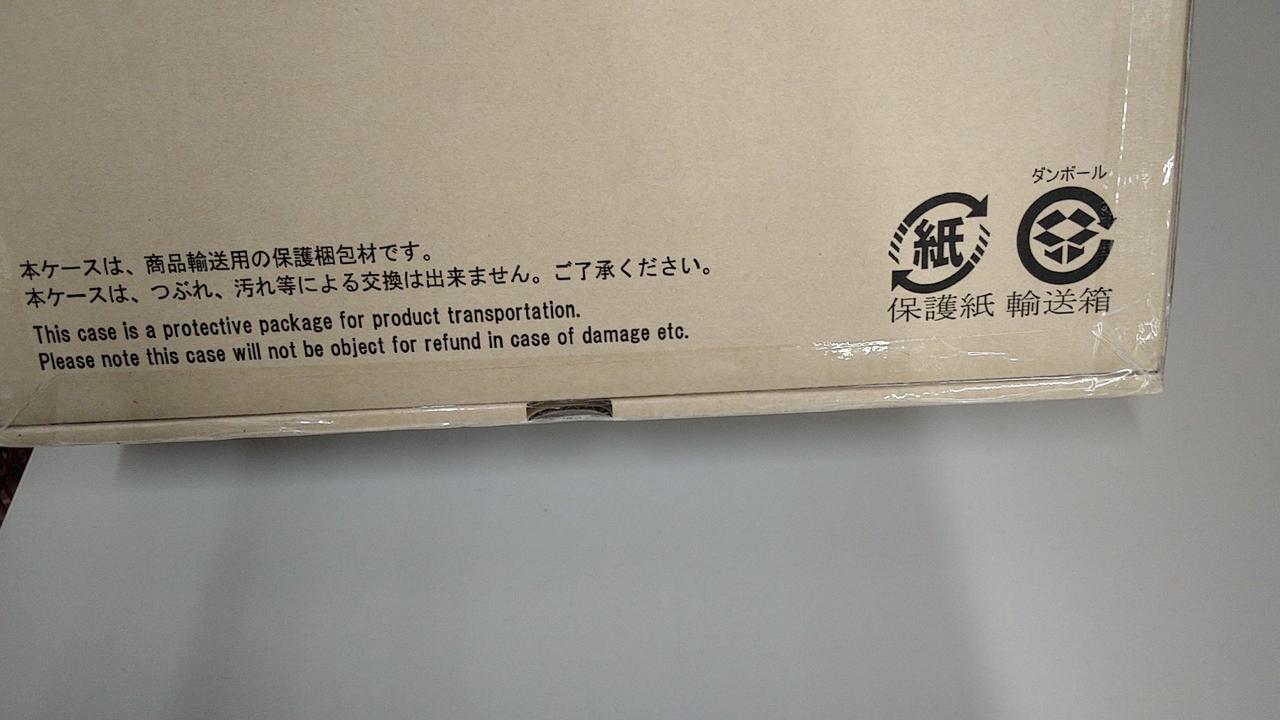 本ケースは、商品輸送用の保護梱包材です。
本ケースは、つぶれ、汚れ等による交換は出来ません。ご了承ください。
This case is a protective package for product transportation.
Please note this case will not be object for refund in case of damage etc.
ダンボール
紙
保護紙 輸送箱